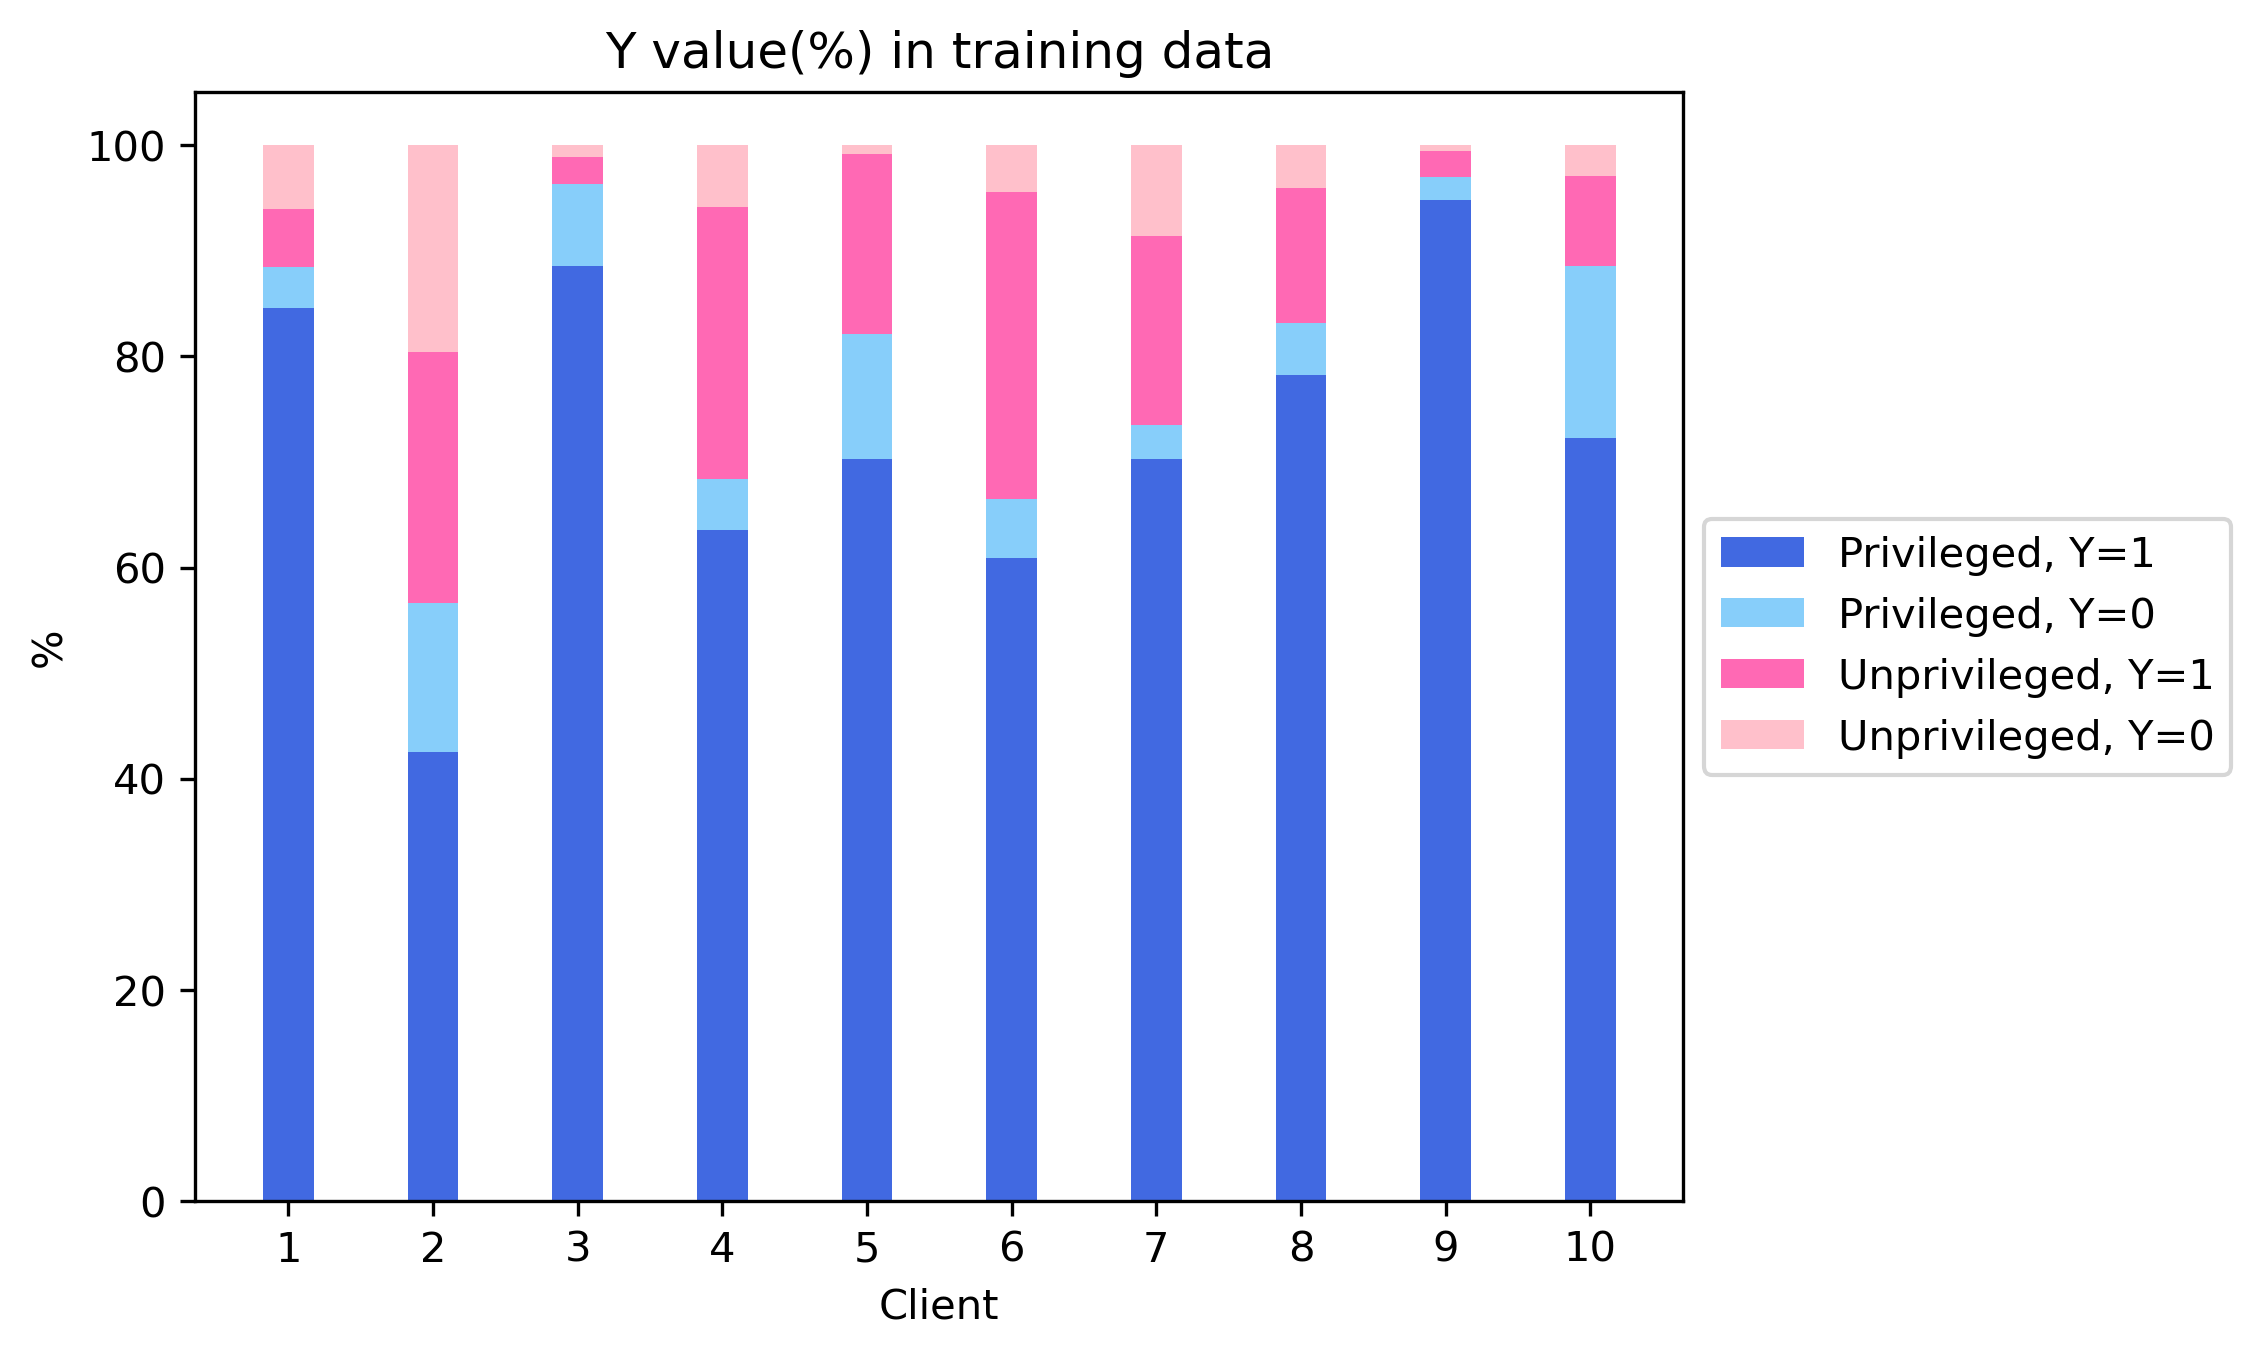 Y value(%) in training data
100
80
60
40
20
0
%
1 2 3 4 5 6 7 8 9 10
Client
Privileged, Y=1
Privileged, Y=0
Unprivileged, Y=1
Unprivileged, Y=0